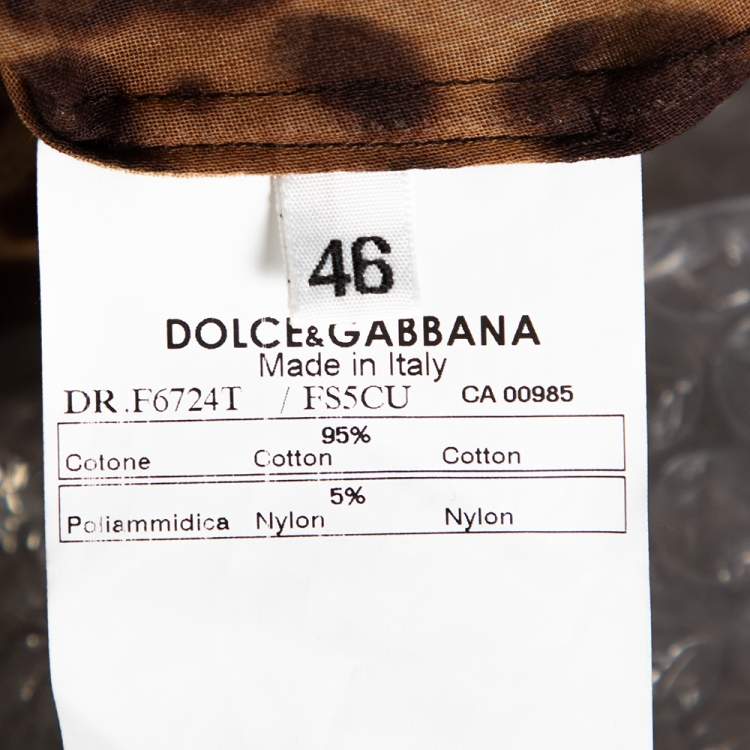 46
DOLCE&GABBANA
Made in Italy
DR.F6724T / FS5CU CA 00985
95%
Cotone Cotton Cotton
5%
Poliammidica Nylon Nylon